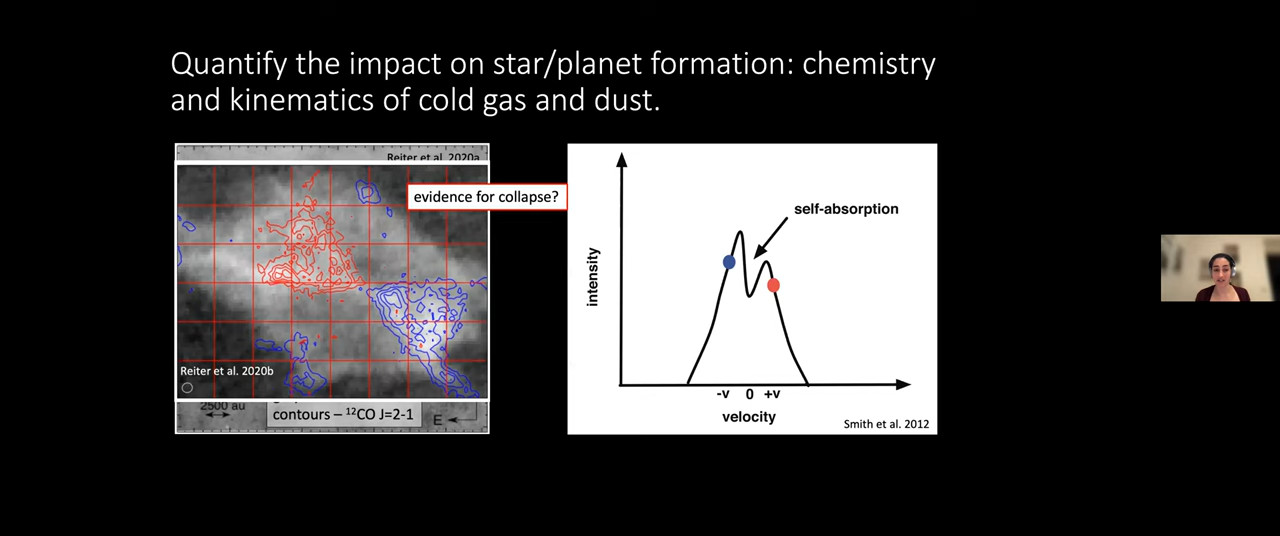 Quantify the impact on star/planet formation: chemistry
and kinematics of cold gas and dust.
Reiter et al. 2020a
evidence for collapse?
Reiter et al. 2020b
2500 au
contours – ¹²CO J=2-1
E
self-absorption
intensity
-v 0 +v
velocity
Smith et al. 2012